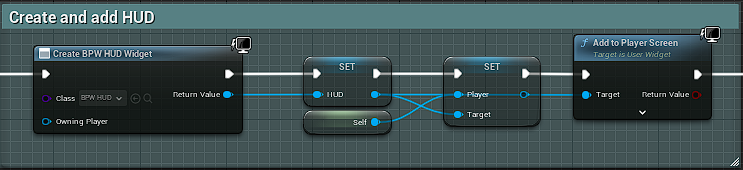 Create and add HUD
Create BPW HUD Widget
Class
BPW HUD
Return Value
Owning Player
SET
HUD
Self
SET
Player
Target
Add to Player Screen
Target is User Widget
Target
Return Value